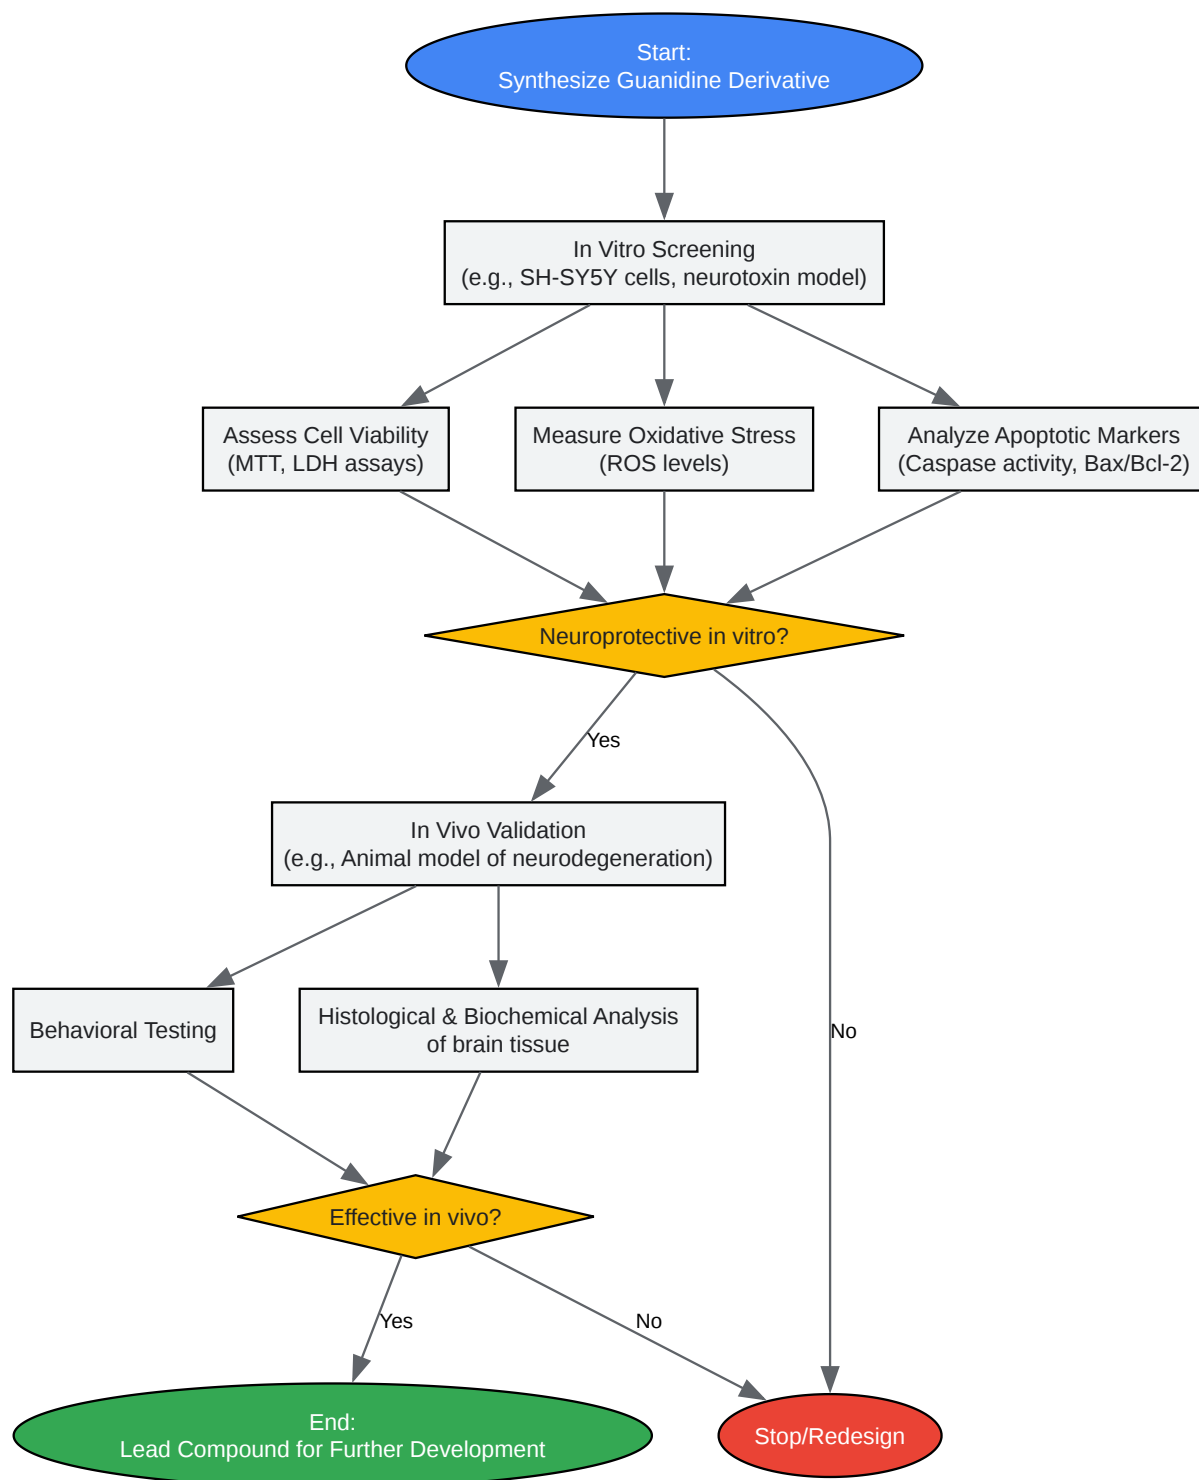 Start:
Synthesize Guanidine Derivative
In Vitro Screening
(e.g., SH-SY5Y cells, neurotoxin model)
Assess Cell Viability
(MTT, LDH assays)
Measure Oxidative Stress
(ROS levels)
Analyze Apoptotic Markers
(Caspase activity, Bax/Bcl-2)
Neuroprotective in vitro?
Yes
In Vivo Validation
(e.g., Animal model of neurodegeneration)
Behavioral Testing
Histological & Biochemical Analysis
of brain tissue
No
Effective in vivo?
Yes
No
End:
Lead Compound for Further Development
Stop/Redesign